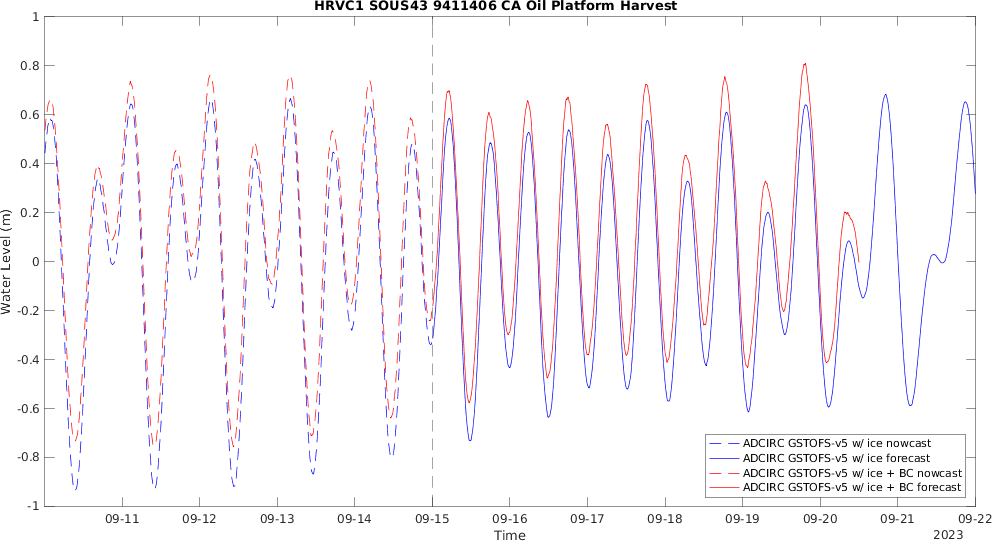 HRVC1 SOUS43 9411406 CA Oil Platform Harvest
1
0.8
0.6
0.4
0.2
0
-0.2
-0.4
-0.6
-0.8
-1
Water Level (m)
09-11 09-12 09-13 09-14 09-15 09-16 09-17 09-18 09-19 09-20 09-21 09-22
2023
Time
ADCIRC GSTOFS-v5 w/ ice nowcast
ADCIRC GSTOFS-v5 w/ ice forecast
ADCIRC GSTOFS-v5 w/ ice + BC nowcast
ADCIRC GSTOFS-v5 w/ ice + BC forecast